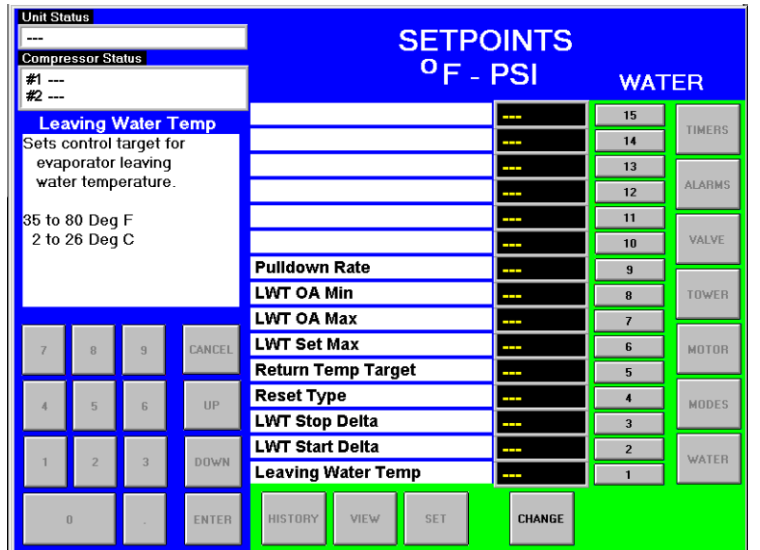 Unit Status
---
Compressor Status
#1 ---
#2 ---
Leaving Water Temp
Sets control target for
evaporator leaving
water temperature.
35 to 80 Deg F
2 to 26 Deg C
7 8 9 CANCEL
4 5 6 UP
1 2 3 DOWN
0 . ENTER
SETPOINTS
ºF - PSI
WATER
--- 15
--- 14
--- 13
--- 12
--- 11
--- 10
Pulldown Rate --- 9
LWT OA Min --- 8
LWT OA Max --- 7
LWT Set Max --- 6
Return Temp Target --- 5
Reset Type --- 4
LWT Stop Delta --- 3
LWT Start Delta --- 2
Leaving Water Temp --- 1
TIMERS
ALARMS
VALVE
TOWER
MOTOR
MODES
WATER
HISTORY VIEW SET CHANGE